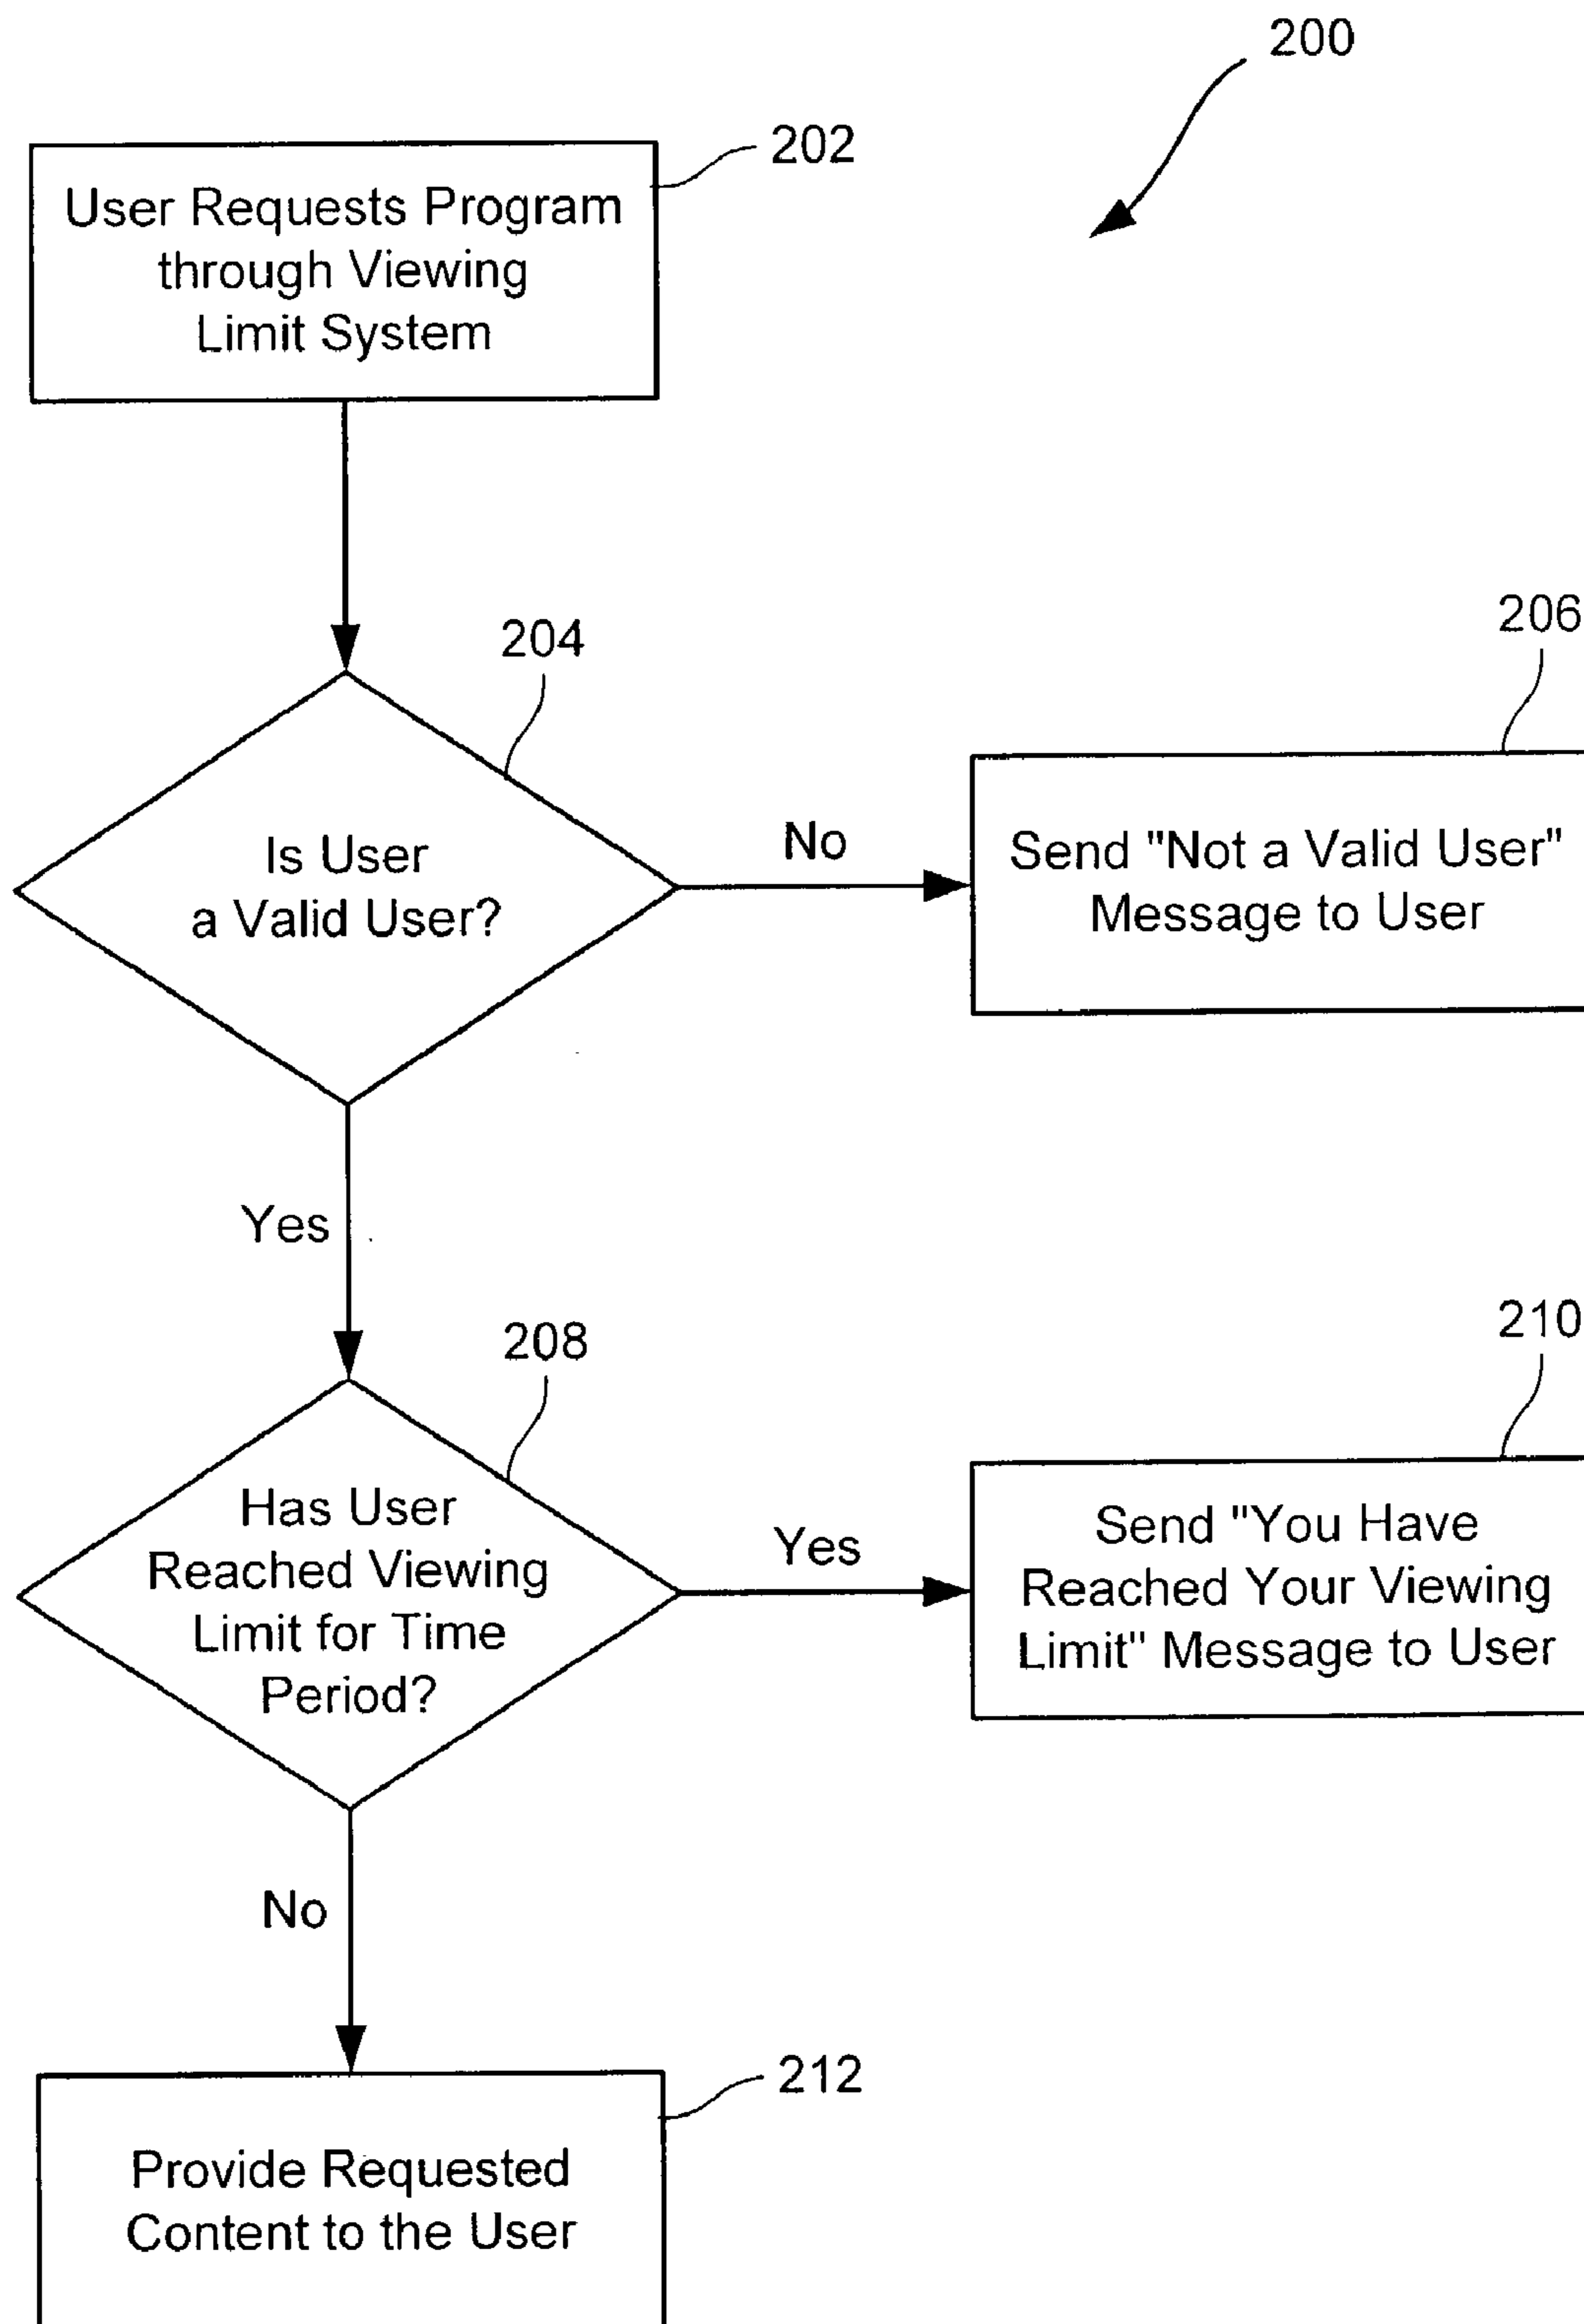 200
202
User Requests Program
through Viewing
Limit System
204
Is User
a Valid User?
No
206
Send "Not a Valid User"
Message to User
Yes
208
Has User
Reached Viewing
Limit for Time
Period?
Yes
210
Send "You Have
Reached Your Viewing
Limit" Message to User
No
212
Provide Requested
Content to the User